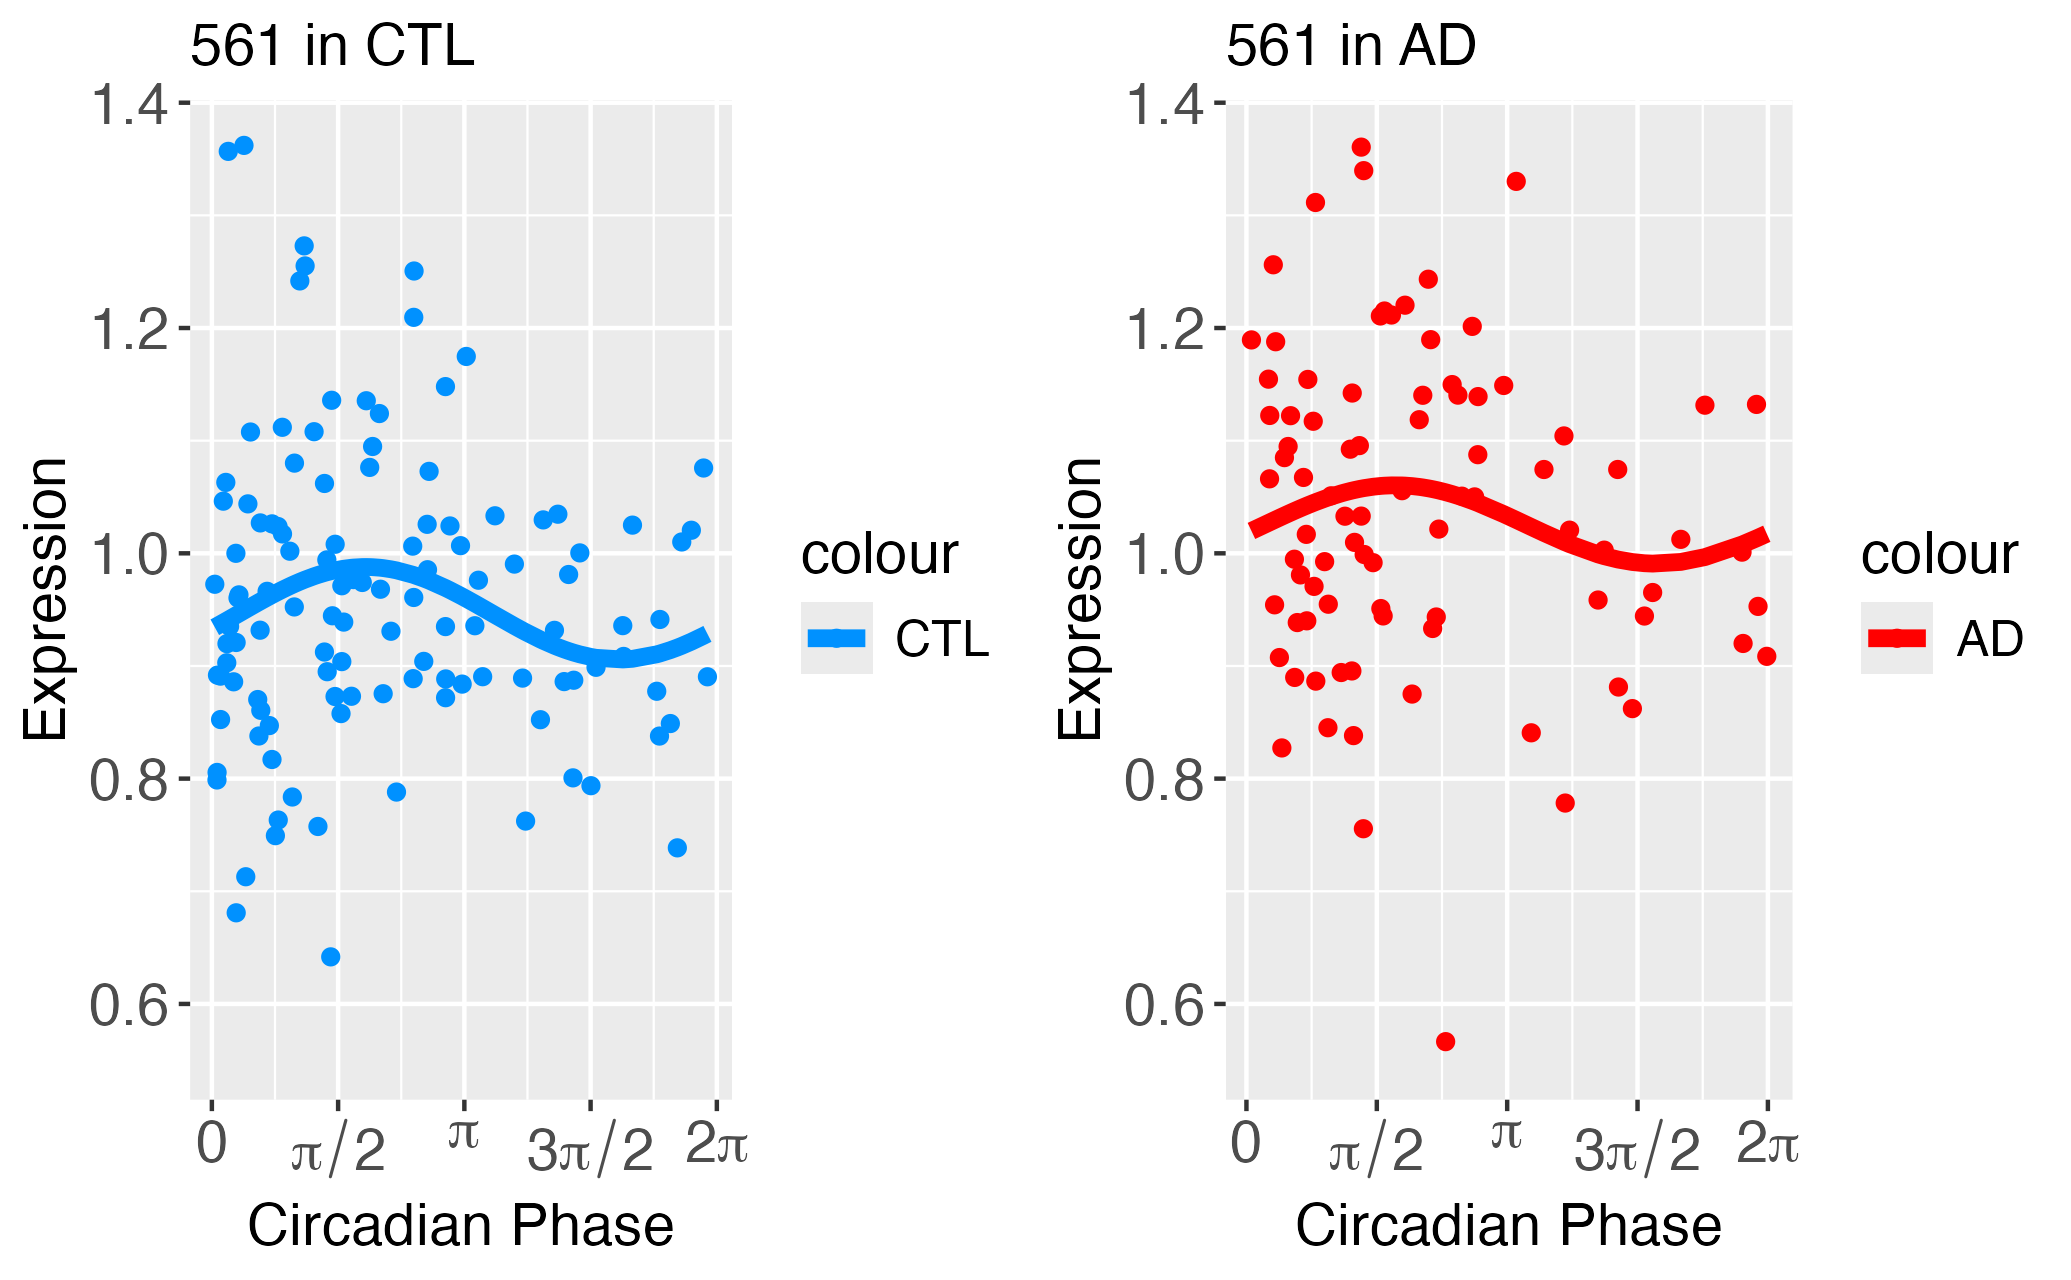 561 in CTL
Expression
1.4
1.2
1.0
0.8
0.6
0 π/2 π 3π/2 2π
Circadian Phase
colour
CTL
561 in AD
Expression
1.4
1.2
1.0
0.8
0.6
0 π/2 π 3π/2 2π
Circadian Phase
colour
AD